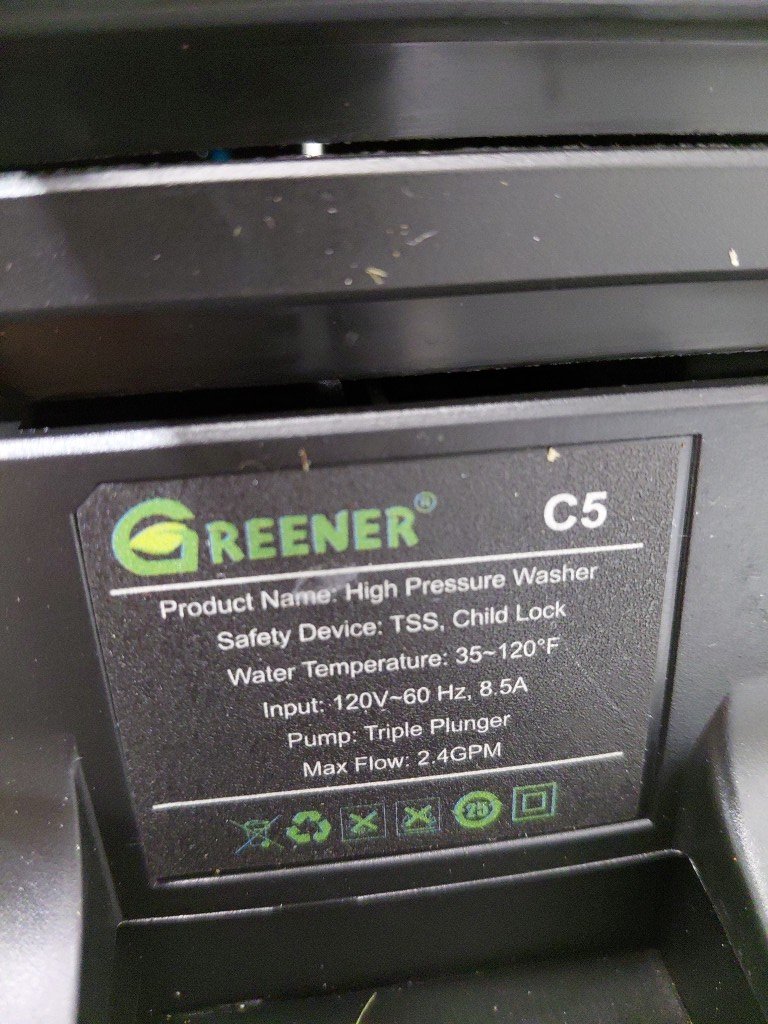 GREENER® C5
Product Name: High Pressure Washer
Safety Device: TSS, Child Lock
Water Temperature: 35~120°F
Input: 120V~60 Hz, 8.5A
Pump: Triple Plunger
Max Flow: 2.4GPM
25